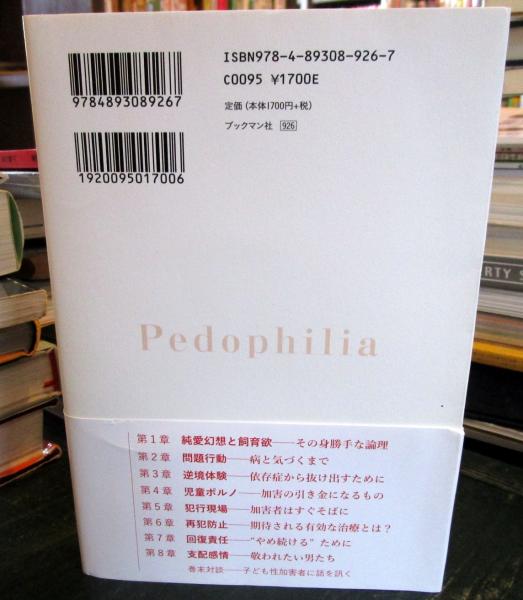 ISBN978-4-89308-926-7
C0095 ¥1700E
定価(本体1700円+税)
ブックマン社 926
9784893089267
1920095017006
Pedophilia
第1章 純愛幻想と飼育欲――その身勝手な論理
第2章 問題行動――病と気づくまで
第3章 逆境体験――依存症から抜け出すために
第4章 児童ポルノ――加害の引き金になるもの
第5章 犯行現場――加害者はすぐそばに
第6章 再犯防止――期待される有効な治療とは?
第7章 回復責任――"やめ続ける"ために
第8章 支配感情――敬われたい男たち
巻末対談――子ども性加害者に話を訊く
RTY S